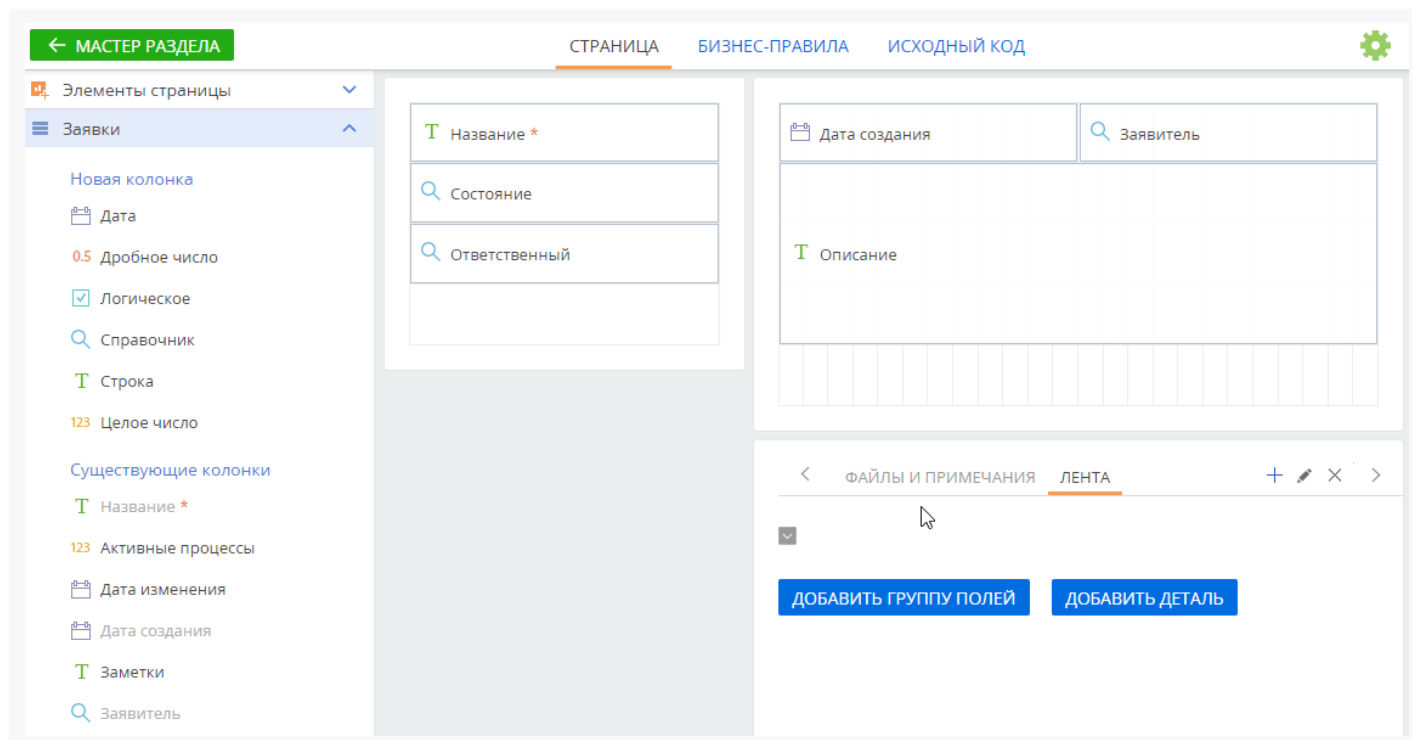 ← МАСТЕР РАЗДЕЛА
СТРАНИЦА БИЗНЕС-ПРАВИЛА ИСХОДНЫЙ КОД
Элементы страницы
Заявки
Новая колонка
Дата
0.5 Дробное число
Логическое
Справочник
T Строка
123 Целое число
Существующие колонки
T Название *
123 Активные процессы
Дата изменения
Дата создания
T Заметки
Заявитель
T Название *
Состояние
Ответственный
Дата создания Заявитель
T Описание
ФАЙЛЫ И ПРИМЕЧАНИЯ ЛЕНТА
ДОБАВИТЬ ГРУППУ ПОЛЕЙ ДОБАВИТЬ ДЕТАЛЬ